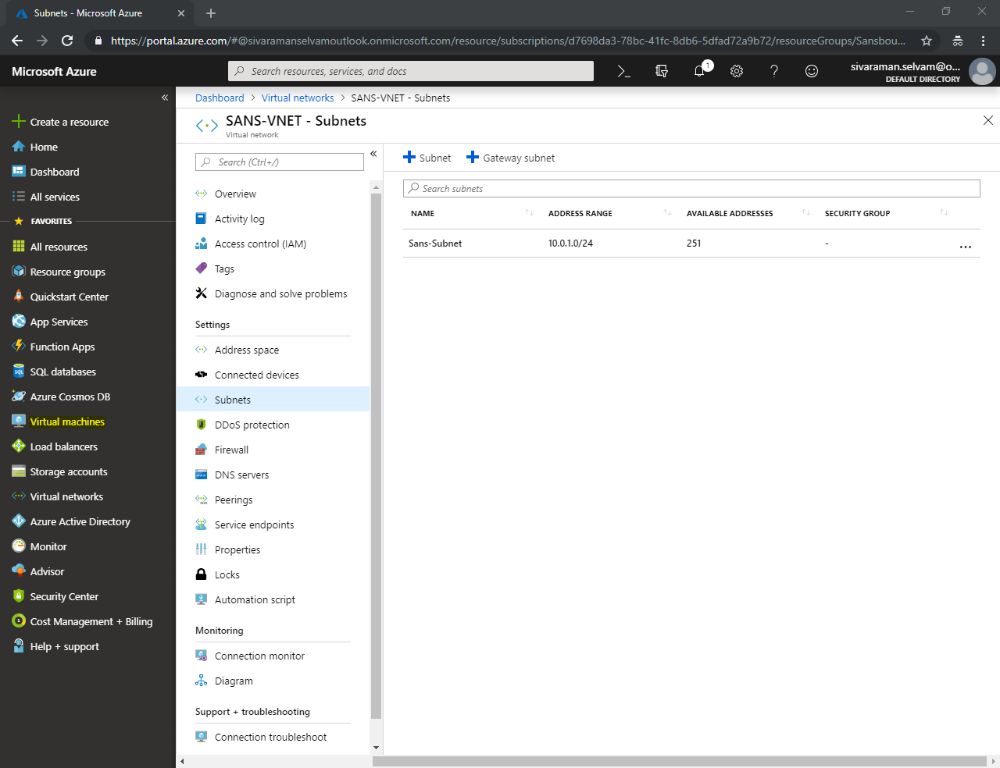 Subnets - Microsoft Azure
https://portal.azure.com/#@sivaramanselvamoutlook.onmicrosoft.com/resource/subscriptions/d7698da3-78bc-41fc-8db6-5dfad72a9b72/resourceGroups/Sansbou...
Microsoft Azure
Search resources, services, and docs
1
sivaraman.selvam@o...
DEFAULT DIRECTORY
Create a resource
Home
Dashboard
All services
FAVORITES
All resources
Resource groups
Quickstart Center
App Services
Function Apps
SQL databases
Azure Cosmos DB
Virtual machines
Load balancers
Storage accounts
Virtual networks
Azure Active Directory
Monitor
Advisor
Security Center
Cost Management + Billing
Help + support
Dashboard > Virtual networks > SANS-VNET - Subnets
SANS-VNET - Subnets
Virtual network
Search (Ctrl+/)
Overview
Activity log
Access control (IAM)
Tags
Diagnose and solve problems
Settings
Address space
Connected devices
Subnets
DDoS protection
Firewall
DNS servers
Peerings
Service endpoints
Properties
Locks
Automation script
Monitoring
Connection monitor
Diagram
Support + troubleshooting
Connection troubleshoot
Subnet Gateway subnet
Search subnets
NAME ADDRESS RANGE AVAILABLE ADDRESSES SECURITY GROUP
Sans-Subnet 10.0.1.0/24 251 - ...